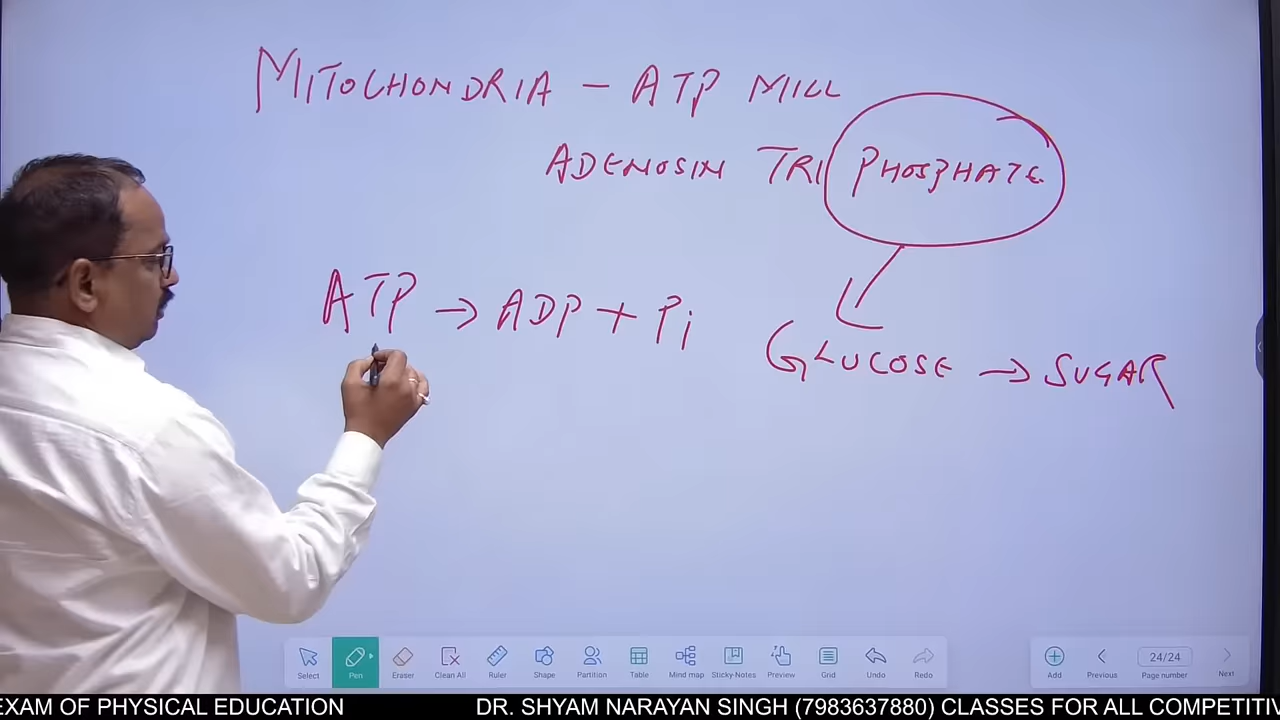 MITOCHONDRIA – ATP MILL
ADENOSIN TRI PHOSPHATE
ATP → ADP + Pi
GLUCOSE → SUGAR
Select Pen Eraser Clean All Ruler Shape Partition Table Mind map Sticky-Notes Preview Grid Undo Redo Add Previous 24/24 Page number Next
EXAM OF PHYSICAL EDUCATION DR. SHYAM NARAYAN SINGH (7983637880) CLASSES FOR ALL COMPETITIV